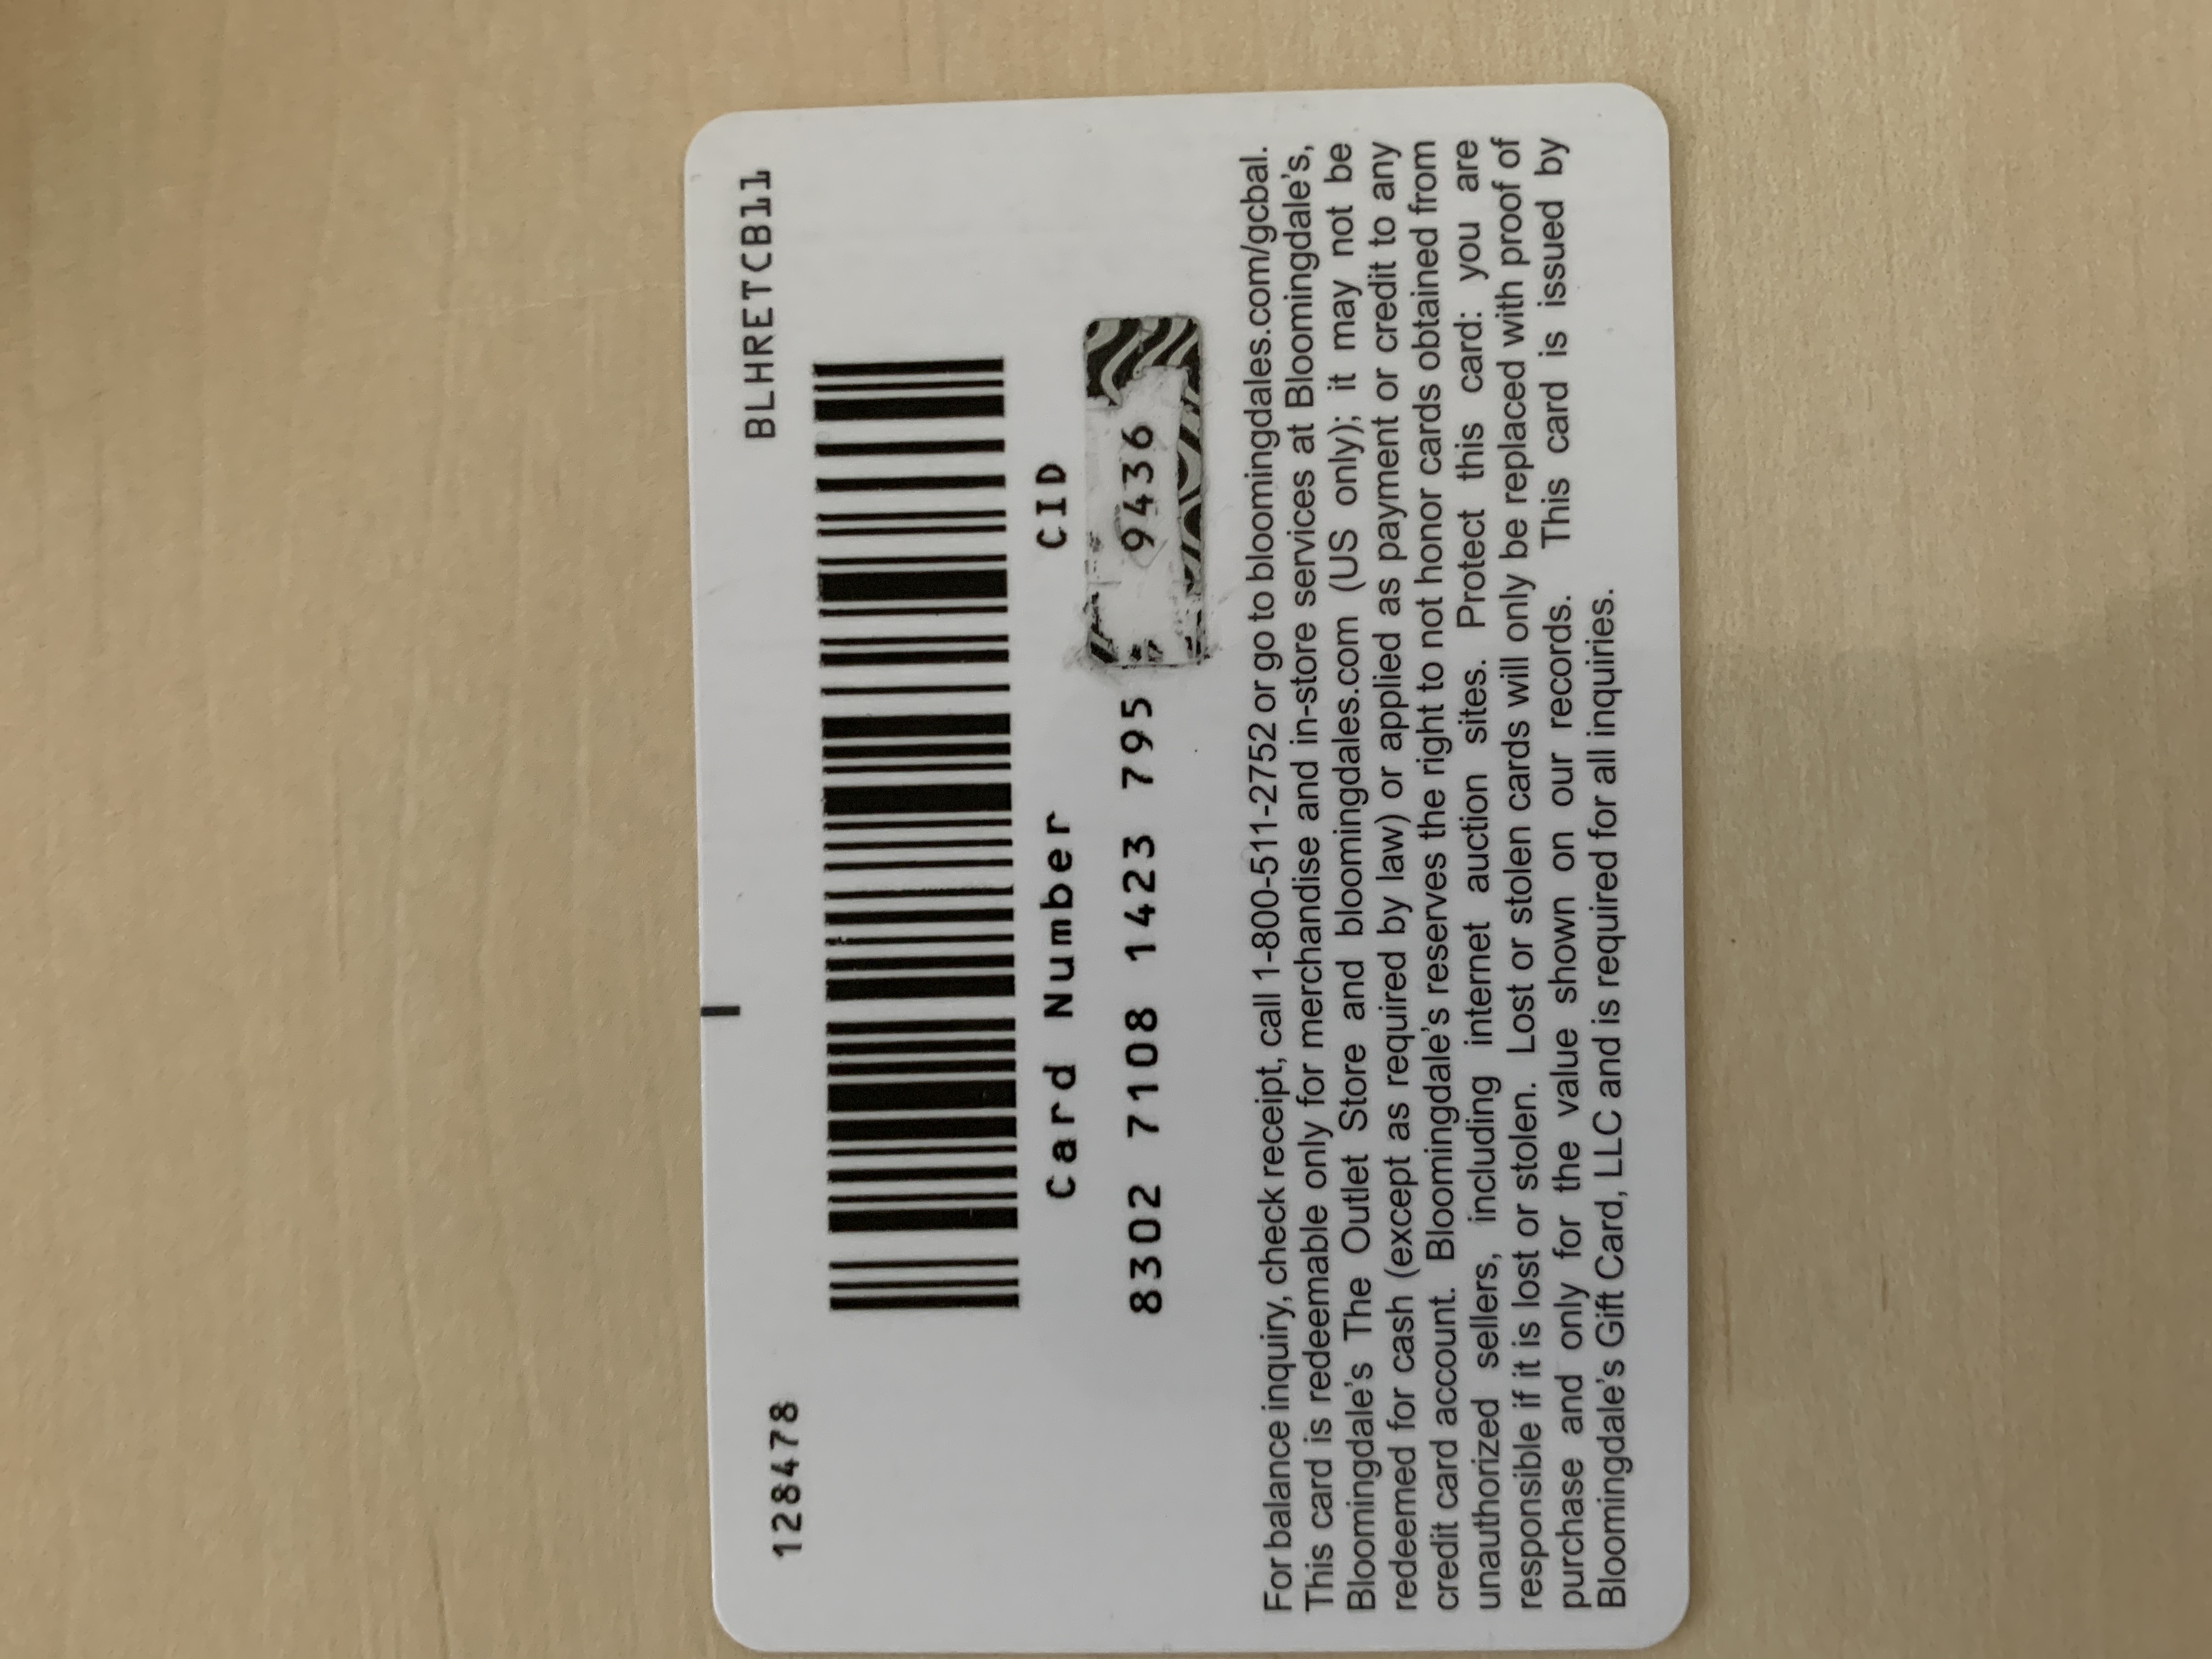 128478 BLHRETCB11
Card Number CID
8302 7108 1423 795 9436
For balance inquiry, check receipt, call 1-800-511-2752 or go to bloomingdales.com/gcbal.
This card is redeemable only for merchandise and in-store services at Bloomingdale's,
Bloomingdale's The Outlet Store and bloomingdales.com (US only); it may not be
redeemed for cash (except as required by law) or applied as payment or credit to any
credit card account. Bloomingdale's reserves the right to not honor cards obtained from
unauthorized sellers, including internet auction sites. Protect this card: you are
responsible if it is lost or stolen. Lost or stolen cards will only be replaced with proof of
purchase and only for the value shown on our records. This card is issued by
Bloomingdale's Gift Card, LLC and is required for all inquiries.